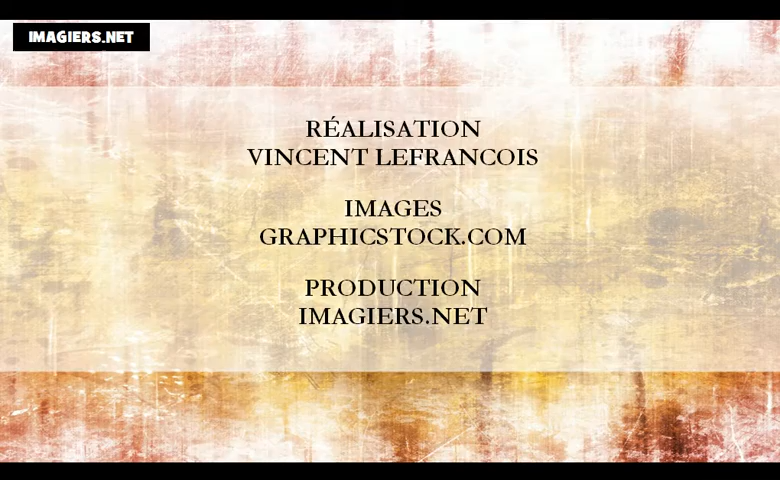 IMAGIERS.NET
RÉALISATION
VINCENT LEFRANCOIS
IMAGES
GRAPHICSTOCK.COM
PRODUCTION
IMAGIERS.NET